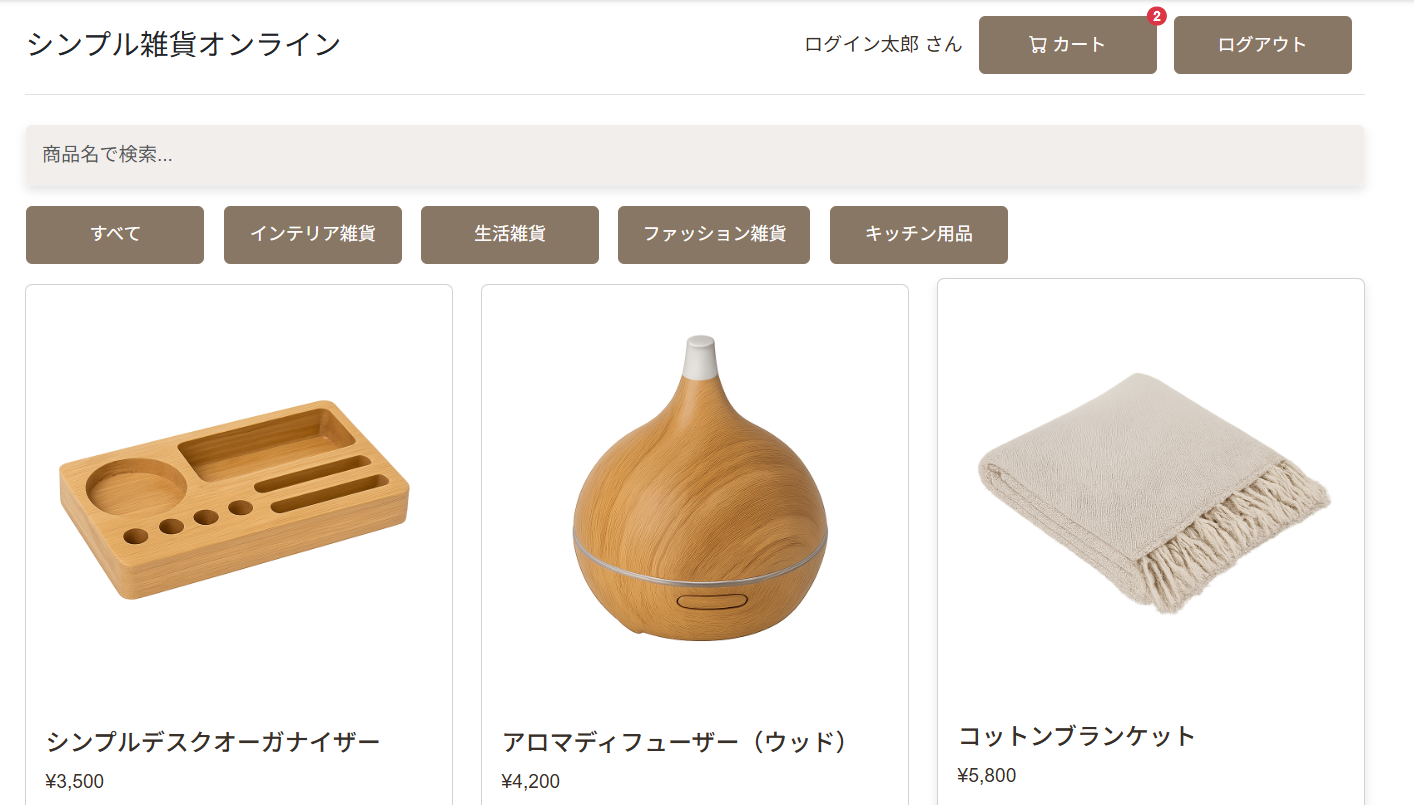 シンプル雑貨オンライン
ログイン太郎 さん
2
カート
ログアウト
商品名で検索...
すべて
インテリア雑貨
生活雑貨
ファッション雑貨
キッチン用品
シンプルデスクオーガナイザー
¥3,500
アロマディフューザー（ウッド）
¥4,200
コットンブランケット
¥5,800